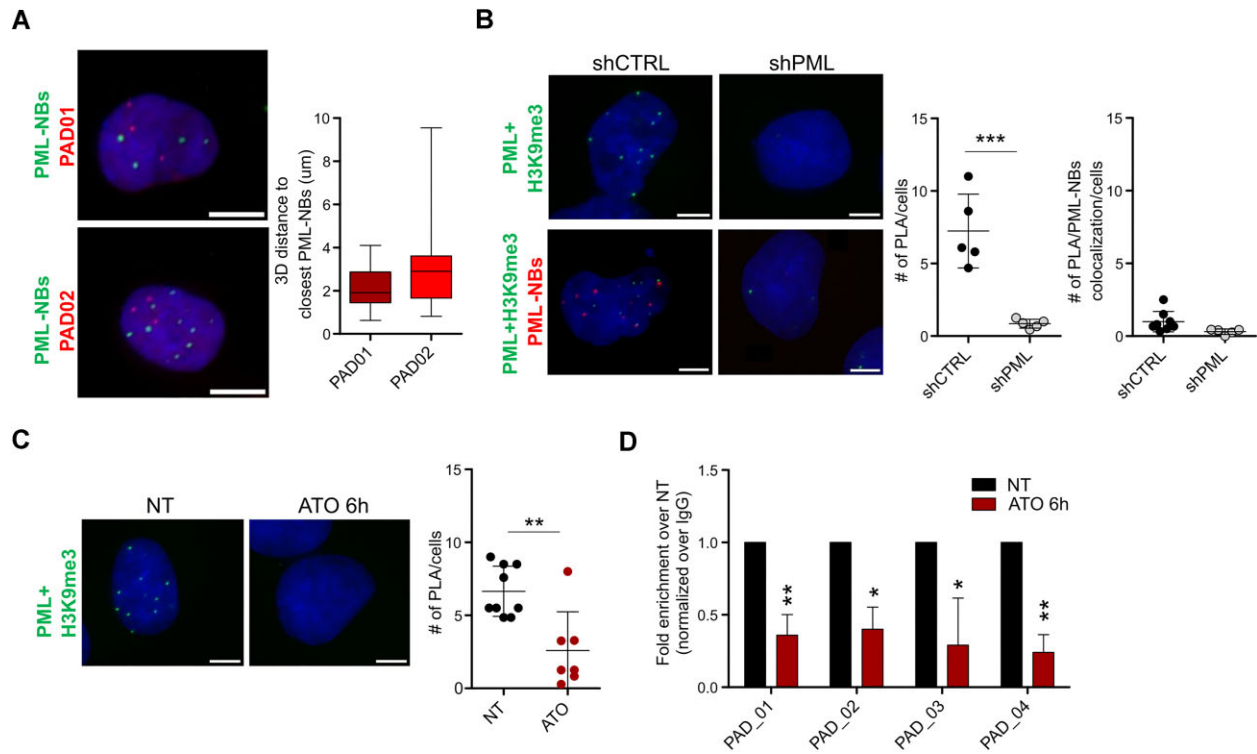 A
PML-NBs
PAD01
PML-NBs
PAD02
3D distance to
closest PML-NBs (um)
10
8
6
4
2
0
PAD01
PAD02
B
shCTRL
shPML
PML+
H3K9me3
PML+H3K9me3
PML-NBs
# of PLA/cells
15
10
5
0
***
shCTRL
shPML
# of PLA/PML-NBs
colocalization/cells
15
10
5
0
shCTRL
shPML
C
NT
ATO 6h
PML+
H3K9me3
# of PLA/cells
15
10
5
0
**
NT
ATO
D
Fold enrichment over NT
(normalized over IgG)
1.5
1.0
0.5
0.0
NT
ATO 6h
**
*
*
**
PAD_01
PAD_02
PAD_03
PAD_04